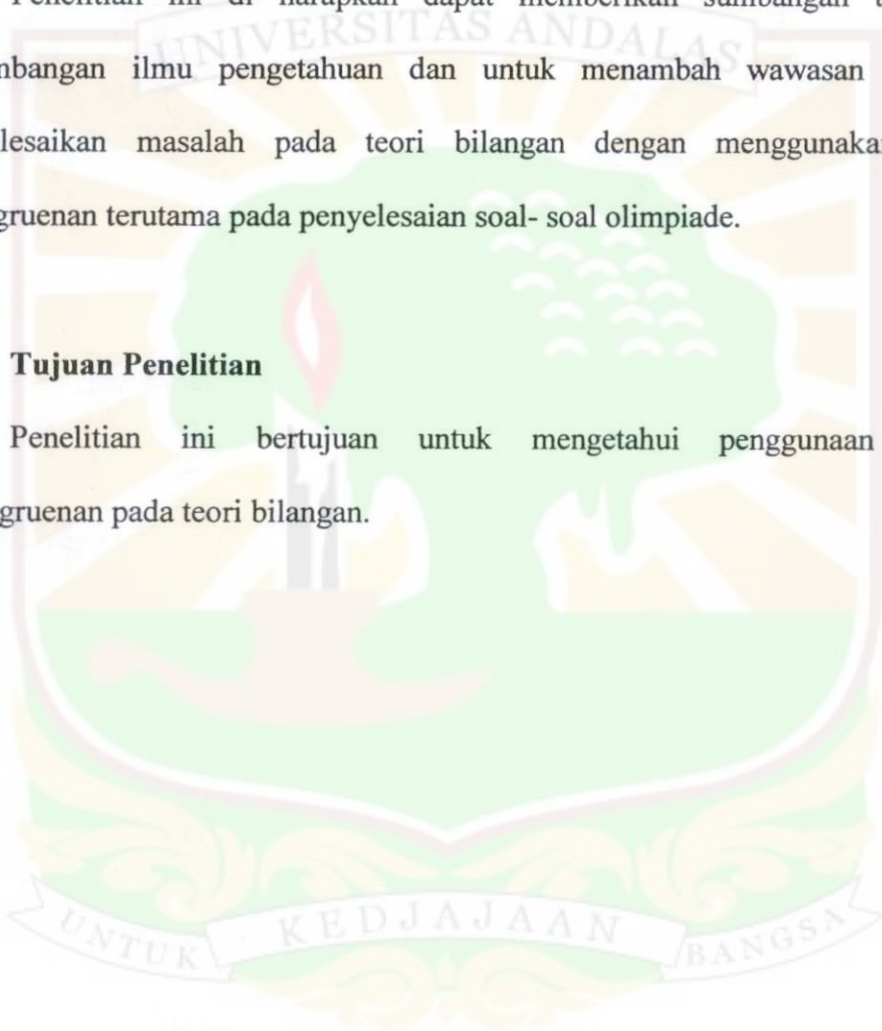 Penelitian ini di harapkan dapat memberikan sumbangan
UNIVERSITAS ANDALAS
mbangan ilmu pengetahuan dan untuk menambah wawasan
lesaikan masalah pada teori bilangan dengan menggunaka
gruenan terutama pada penyelesaian soal- soal olimpiade.
Tujuan Penelitian
Penelitian ini bertujuan untuk mengetahui penggunaan
gruenan pada teori bilangan.
UNTUK KEDJAJAAN BANGSA